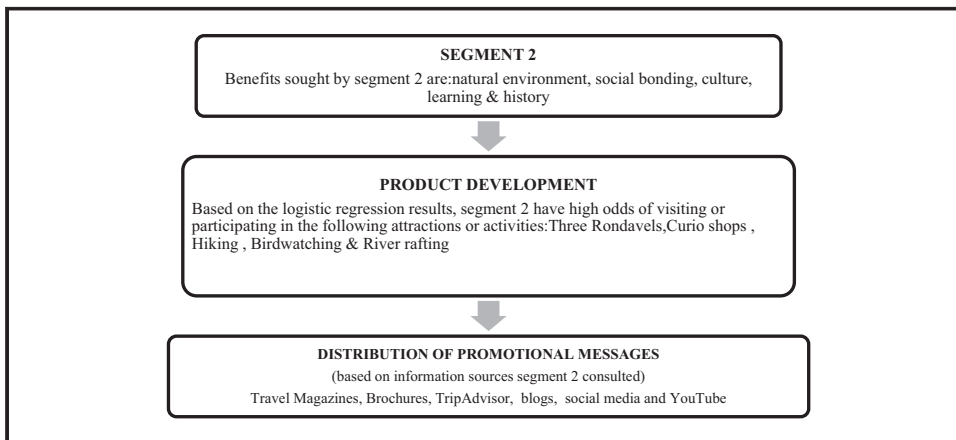 SEGMENT 2
Benefits sought by segment 2 are:natural environment, social bonding, culture,
learning & history
PRODUCT DEVELOPMENT
Based on the logistic regression results, segment 2 have high odds of visiting or
participating in the following attractions or activities:Three Rondavels,Curio shops ,
Hiking , Birdwatching & River rafting
DISTRIBUTION OF PROMOTIONAL MESSAGES
(based on information sources segment 2 consulted)
Travel Magazines, Brochures, TripAdvisor, blogs, social media and YouTube